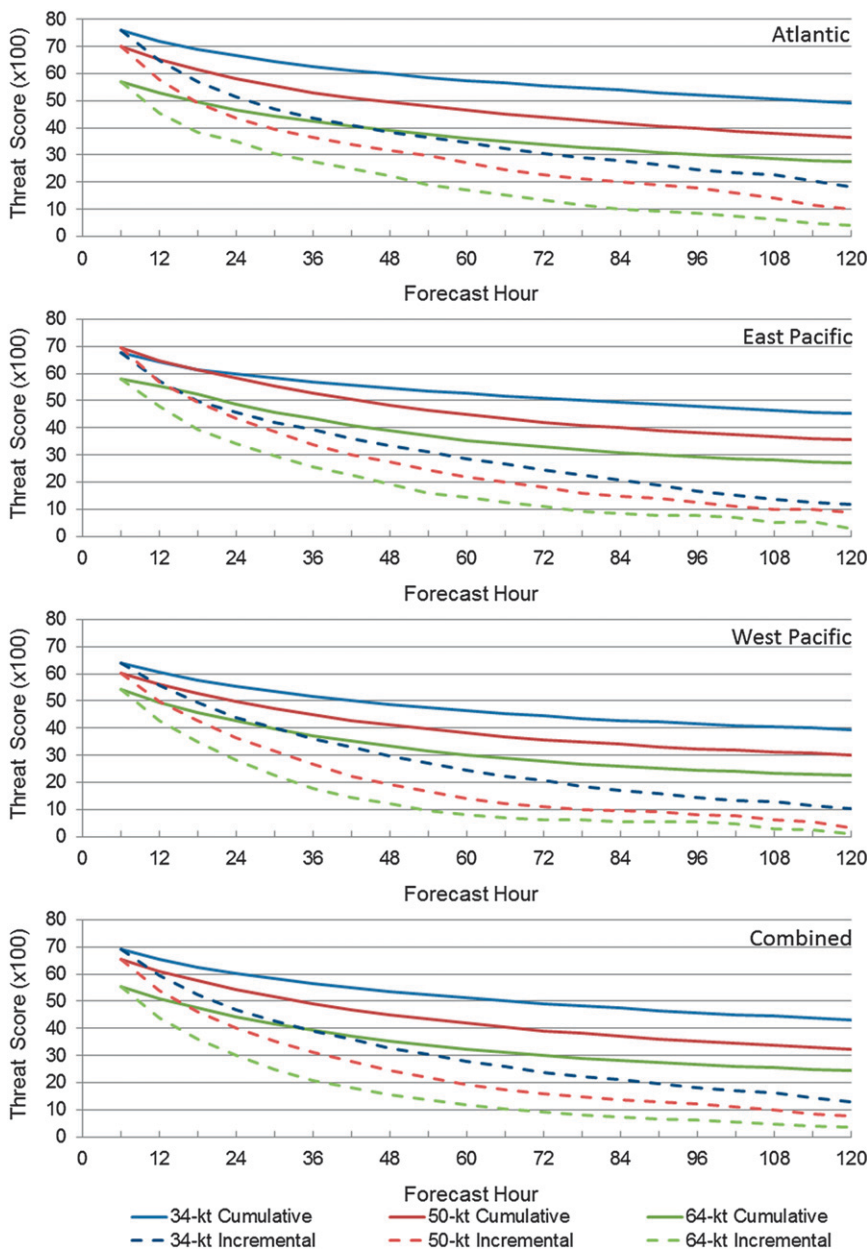 Atlantic
Threat Score (x100)
80
70
60
50
40
30
20
10
0
0 12 24 36 48 60 72 84 96 108 120
Forecast Hour
East Pacific
Threat Score (x100)
80
70
60
50
40
30
20
10
0
0 12 24 36 48 60 72 84 96 108 120
Forecast Hour
West Pacific
Threat Score (x100)
80
70
60
50
40
30
20
10
0
0 12 24 36 48 60 72 84 96 108 120
Forecast Hour
Combined
Threat Score (x100)
80
70
60
50
40
30
20
10
0
0 12 24 36 48 60 72 84 96 108 120
Forecast Hour
34-kt Cumulative 50-kt Cumulative 64-kt Cumulative
34-kt Incremental 50-kt Incremental 64-kt Incremental